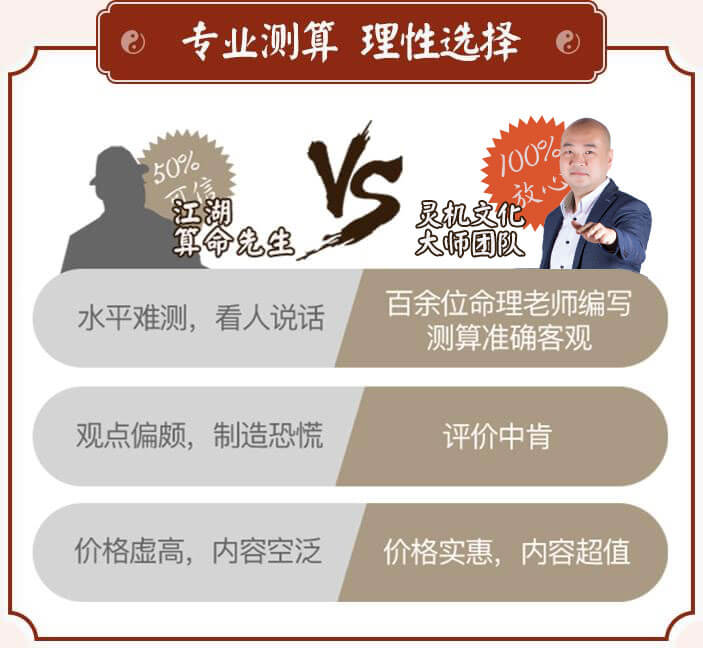 专业测算 理性选择
50%
可信
江湖
算命先生
VS
100%
放心
灵机文化
大师团队
水平难测，看人说话
百余位命理老师编写
测算准确客观
观点偏颇，制造恐慌
评价中肯
价格虚高，内容空泛
价格实惠，内容超值